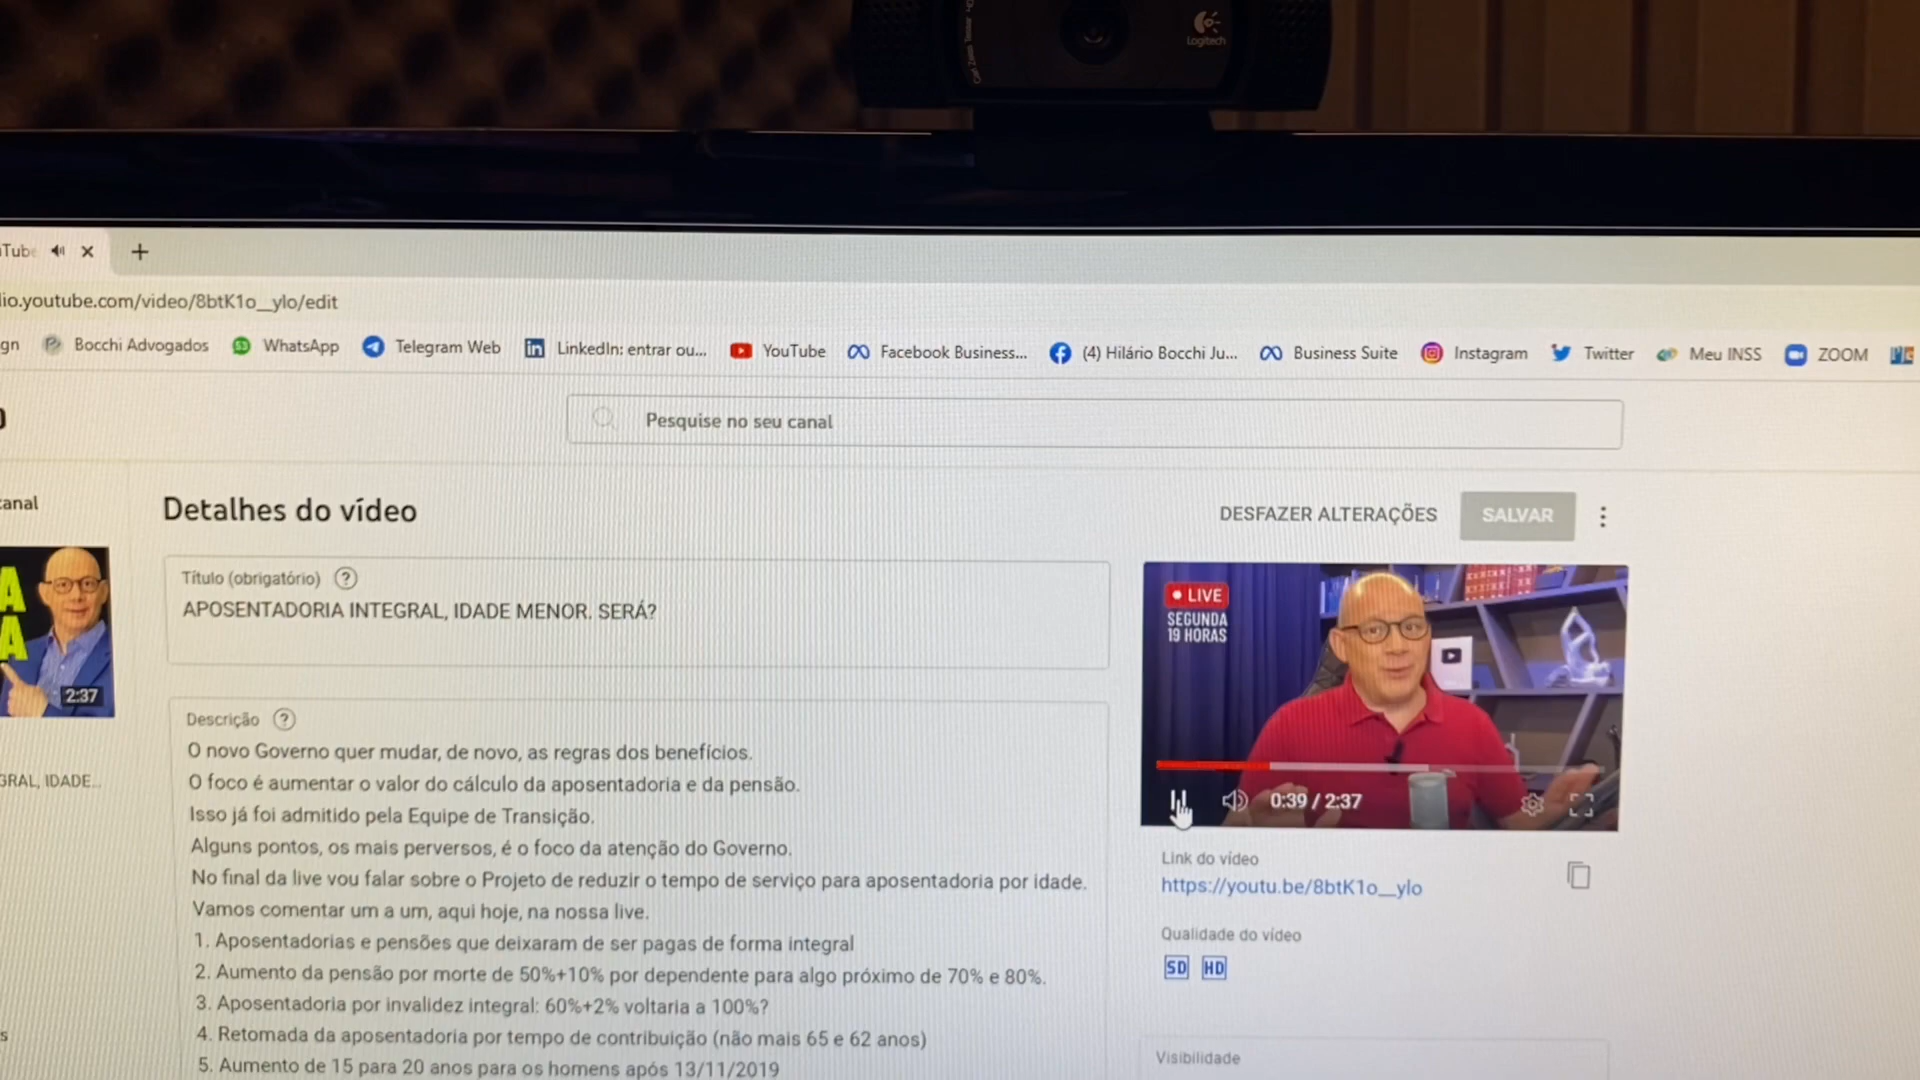 Carl Zeiss Tessar
Logitech
Tube
io.youtube.com/video/8btK1o__ylo/edit
gn
Bocchi Advogados
WhatsApp
Telegram Web
LinkedIn: entrar ou...
YouTube
Facebook Business...
(4) Hilário Bocchi Ju...
Business Suite
Instagram
Twitter
Meu INSS
ZOOM
Pesquise no seu canal
canal
Detalhes do vídeo
DESFAZER ALTERAÇÕES
SALVAR
A
A
2:37
GRAL, IDADE...
Título (obrigatório)
APOSENTADORIA INTEGRAL, IDADE MENOR. SERÁ?
Descrição
O novo Governo quer mudar, de novo, as regras dos benefícios.
O foco é aumentar o valor do cálculo da aposentadoria e da pensão.
Isso já foi admitido pela Equipe de Transição.
Alguns pontos, os mais perversos, é o foco da atenção do Governo.
No final da live vou falar sobre o Projeto de reduzir o tempo de serviço para aposentadoria por idade.
Vamos comentar um a um, aqui hoje, na nossa live.
1. Aposentadorias e pensões que deixaram de ser pagas de forma integral
2. Aumento da pensão por morte de 50%+10% por dependente para algo próximo de 70% e 80%.
3. Aposentadoria por invalidez integral: 60%+2% voltaria a 100%?
4. Retomada da aposentadoria por tempo de contribuição (não mais 65 e 62 anos)
5. Aumento de 15 para 20 anos para os homens após 13/11/2019
LIVE
SEGUNDA
19 HORAS
0:39 / 2:37
Link do vídeo
https://youtu.be/8btK1o__ylo
Qualidade do vídeo
SD HD
Visibilidade
s